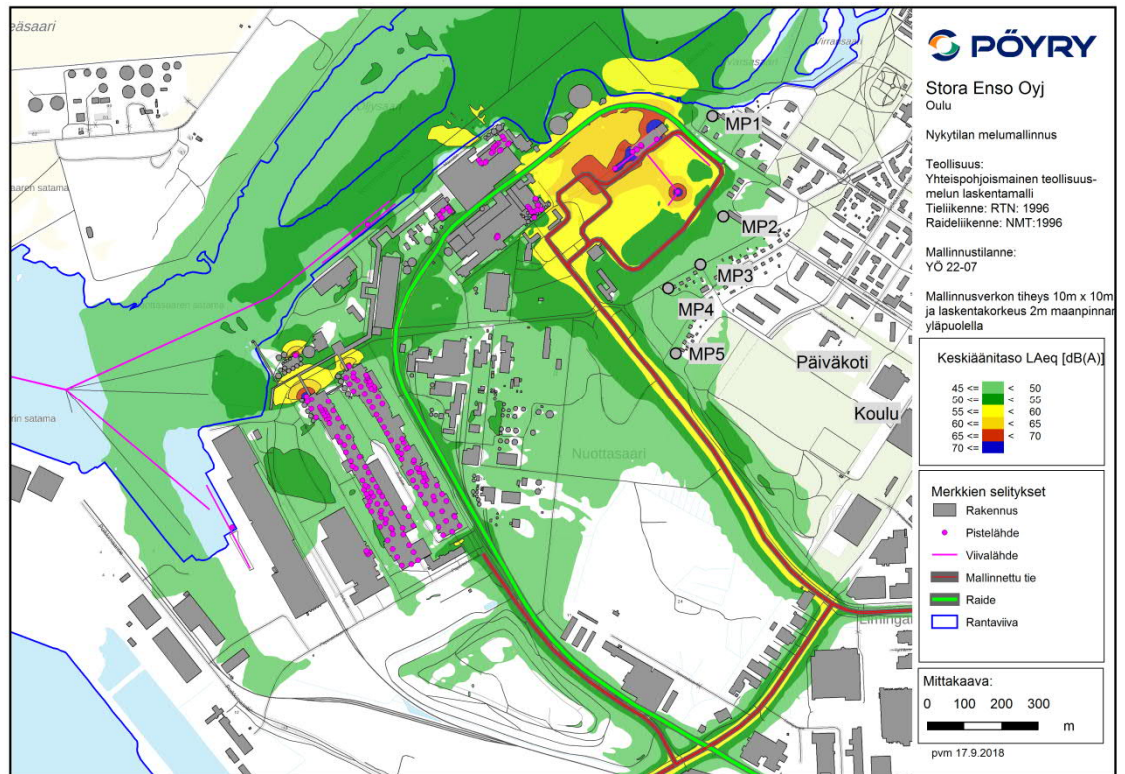 PÖYRY
Stora Enso Oyj
Oulu
Nykytilan melumallinnus
Teollisuus:
Yhteispohjoismainen teollisuus-
melun laskentamalli
Tieliikenne: RTN: 1996
Raideliikenne: NMT:1996
Mallinnustilanne:
YÖ 22-07
Mallinnusverkon tiheys 10m x 10m
ja laskentakorkeus 2m maanpinnan
yläpuolella
Keskiäänitaso LAeq [dB(A)]
45 <= < 50
50 <= < 55
55 <= < 60
60 <= < 65
65 <= < 70
70 <=
Merkkien selitykset
Rakennus
Pistelähde
Viivalähde
Mallinnettu tie
Raide
Rantaviiva
Mittakaava:
0 100 200 300
m
pvm 17.9.2018
MP1
MP2
MP3
MP4
MP5
Päiväkoti
Koulu
Nuottasaari